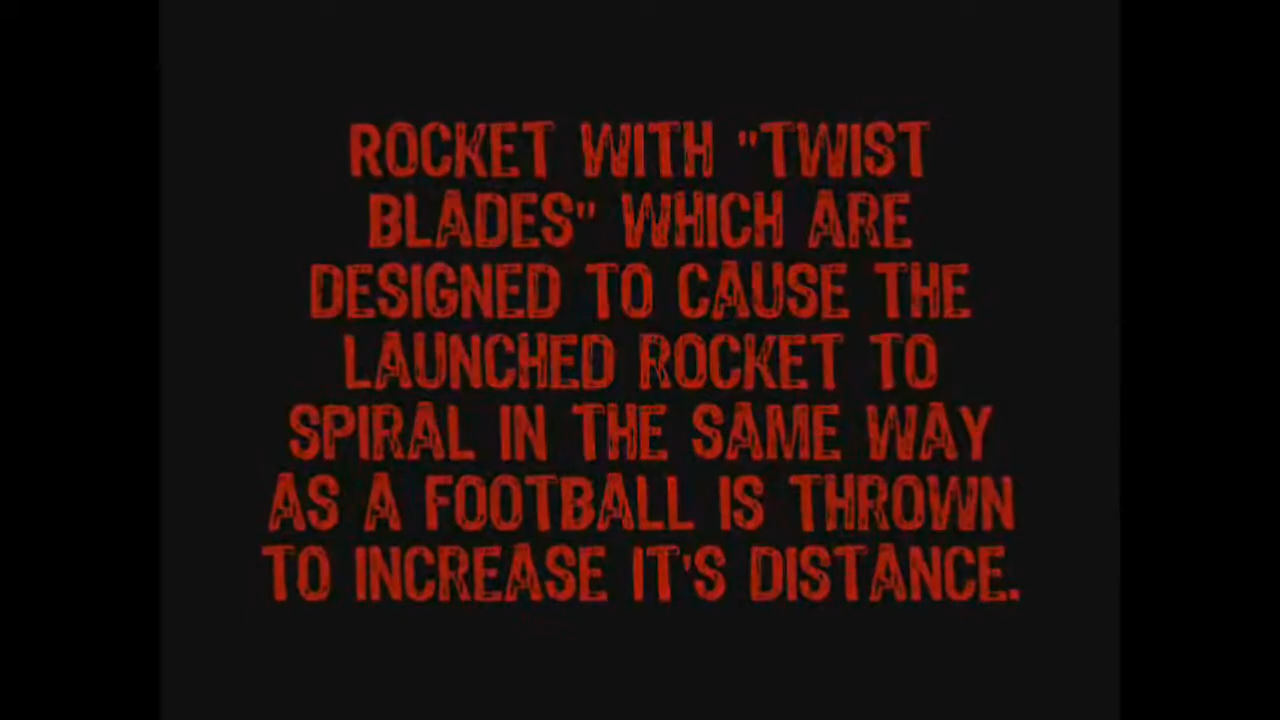 ROCKET WITH "TWIST
BLADES" WHICH ARE
DESIGNED TO CAUSE THE
LAUNCHED ROCKET TO
SPIRAL IN THE SAME WAY
AS A FOOTBALL IS THROWN
TO INCREASE IT'S DISTANCE.